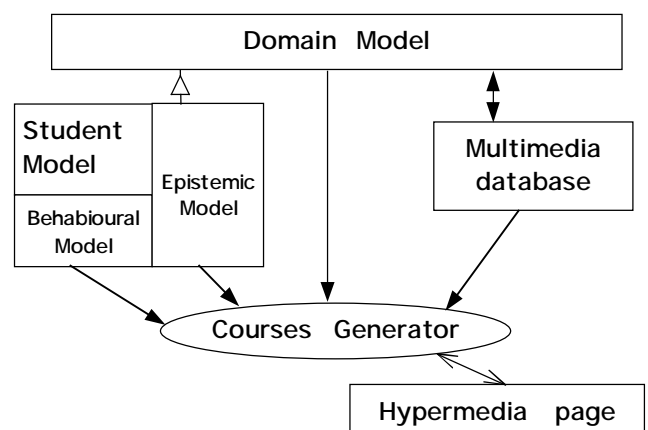 Domain Model
Student
Model
Epistemic
Model
Behabioural
Model
Multimedia
database
Courses Generator
Hypermedia page